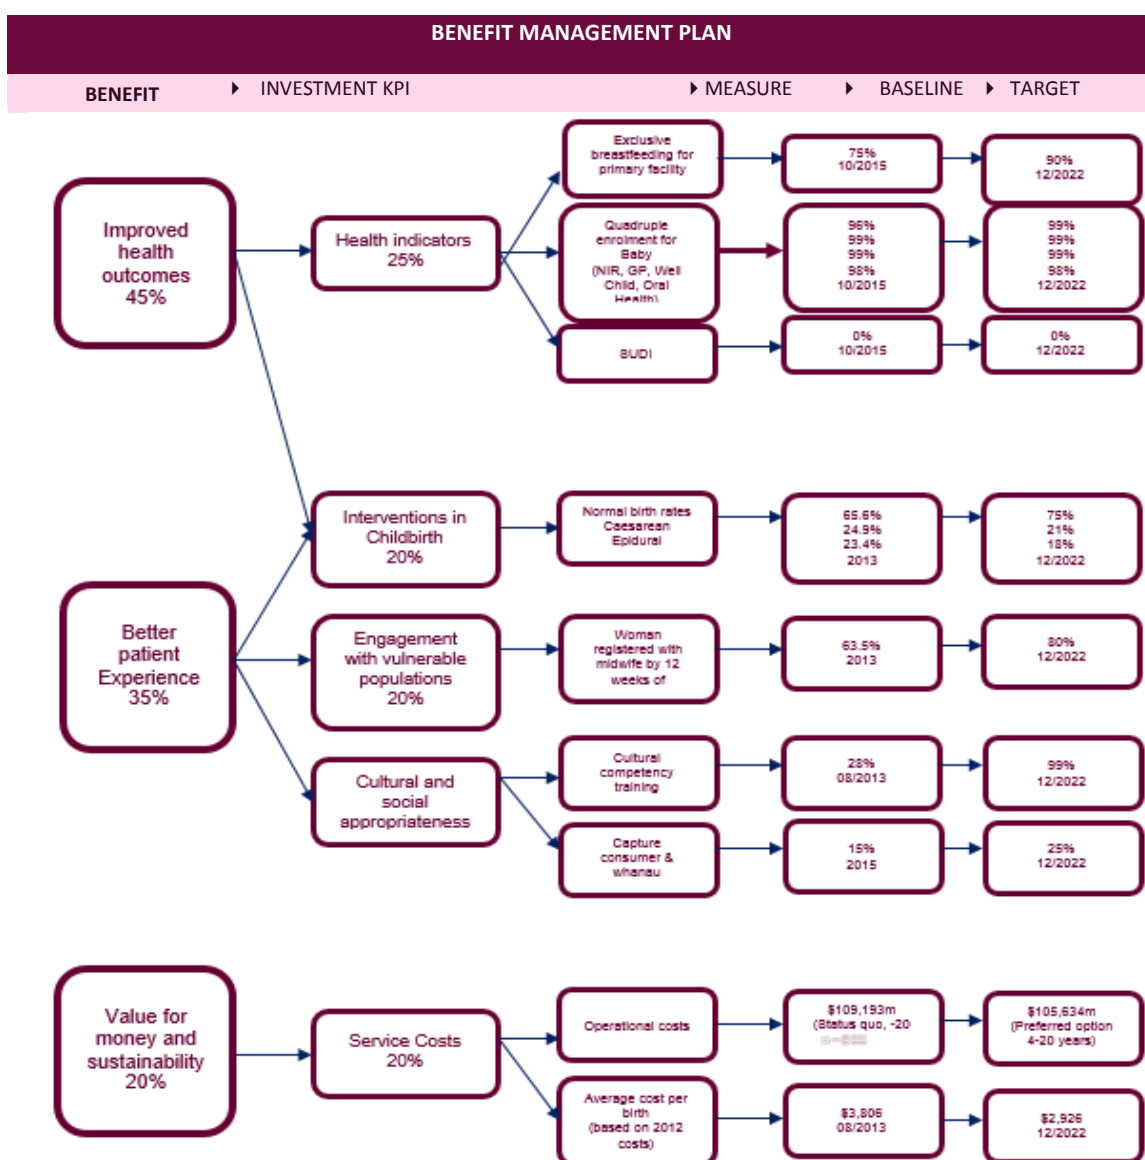 BENEFIT MANAGEMENT PLAN
BENEFIT
INVESTMENT KPI
MEASURE
BASELINE
TARGET
Improved
health
outcomes
45%
Health indicators
25%
Exclusive
breastfeeding for
primary facility
75%
10/2015
90%
12/2022
Quadruple
enrolment for
Baby
(NIR, GP, Well
Child, Oral
Health)
96%
99%
99%
98%
10/2015
99%
99%
99%
98%
12/2022
SUDI
0%
10/2015
0%
12/2022
Interventions in
Childbirth
20%
Normal birth rates
Caesarean
Epidural
65.6%
24.9%
23.4%
2013
75%
21%
18%
12/2022
Better
patient
Experience
35%
Engagement
with vulnerable
populations
20%
Woman
registered with
midwife by 12
weeks of
63.5%
2013
80%
12/2022
Cultural and
social
appropriateness
Cultural
competency
training
28%
08/2013
99%
12/2022
Capture
consumer &
whanau
15%
2015
25%
12/2022
Value for
money and
sustainability
20%
Service Costs
20%
Operational costs
$109,193m
(Status quo, -20
$105,634m
(Preferred option
4-20 years)
Average cost per
birth
(based on 2012
costs)
$3,806
08/2013
$2,926
12/2022